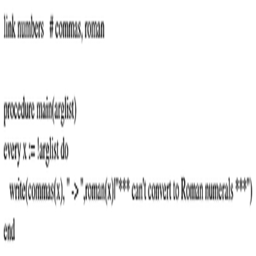 link numbers   # commas, roman
procedure main(arglist)
every x := !arglist do
write(commas(x), " -> ",roman(x)|"*** can't convert to Roman numerals ***")
end